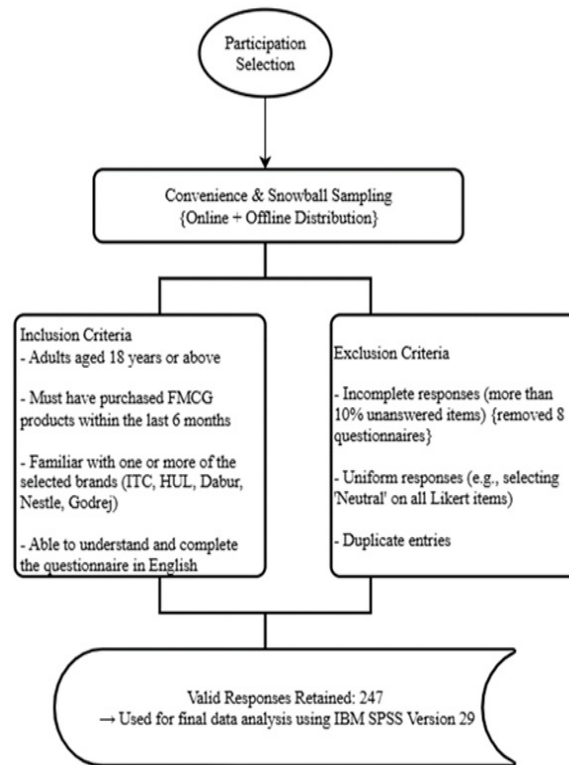 Participation
Selection
Convenience & Snowball Sampling
{Online + Offline Distribution}
Inclusion Criteria
- Adults aged 18 years or above
- Must have purchased FMCG
products within the last 6 months
- Familiar with one or more of the
selected brands (ITC, HUL, Dabur,
Nestle, Godrej)
- Able to understand and complete
the questionnaire in English
Exclusion Criteria
- Incomplete responses (more than
10% unanswered items) {removed 8
questionnaires}
- Uniform responses (e.g., selecting
'Neutral' on all Likert items)
- Duplicate entries
Valid Responses Retained: 247
→ Used for final data analysis using IBM SPSS Version 29